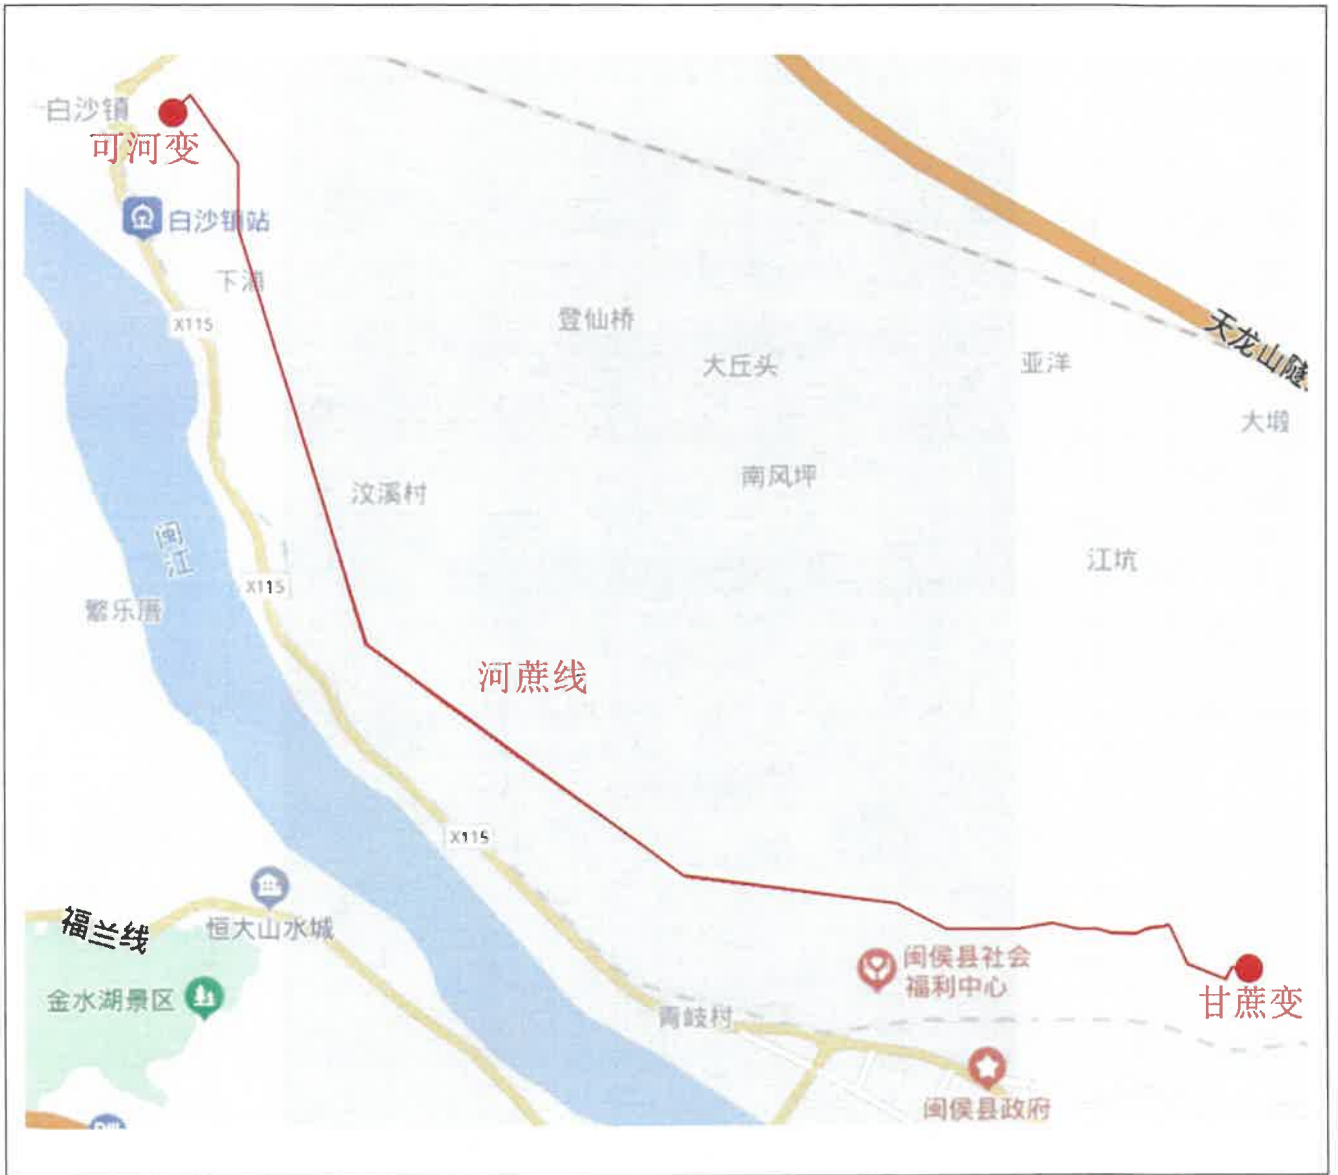 白沙镇
可河变
白沙镇站
下浦
X115
登仙桥
大丘头
亚洋
天龙山隧
大塅
南风坪
汶溪村
闽江
江坑
X115
繁乐厝
河蔗线
X115
福兰线
恒大山水城
闽侯县社会
福利中心
金水湖景区
甘蔗变
青岐村
闽侯县政府